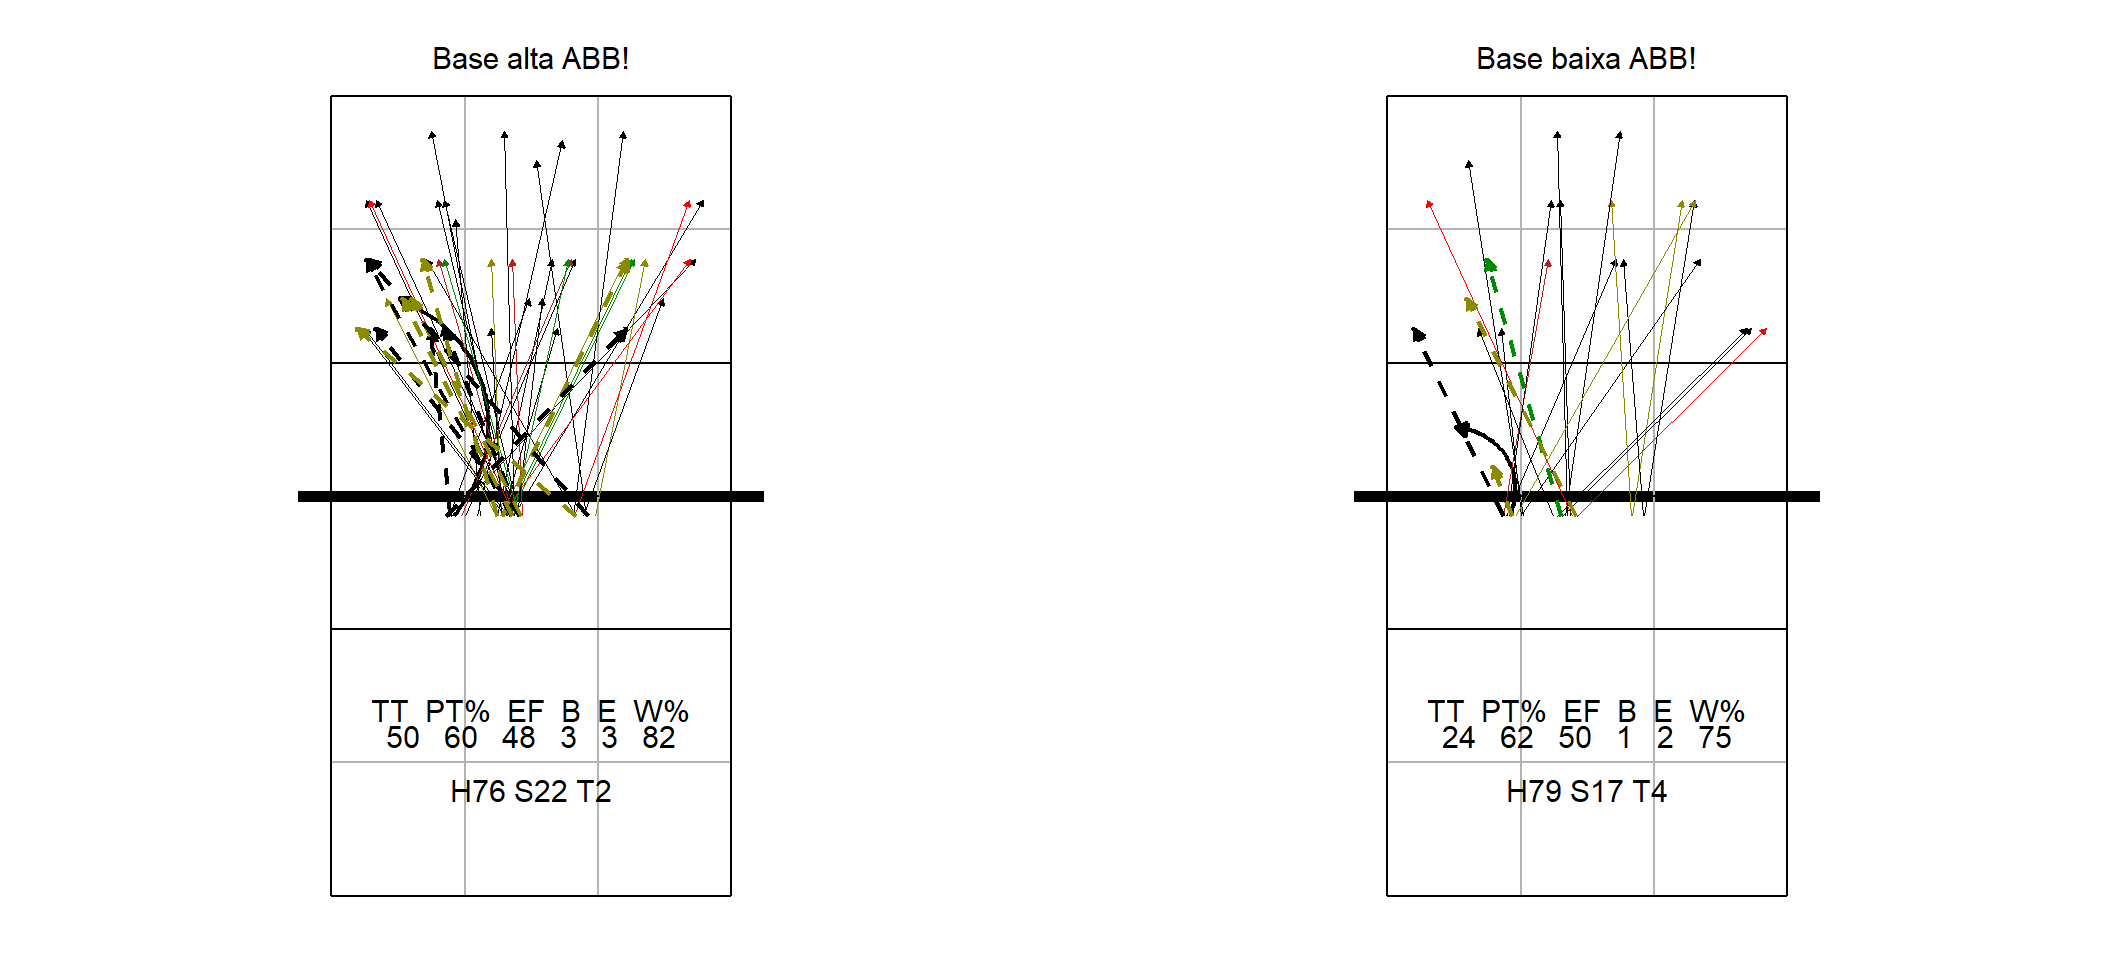 Base alta ABB!
TT PT% EF B E W%
50 60 48 3 3 82
H76 S22 T2
Base baixa ABB!
TT PT% EF B E W%
24 62 50 1 2 75
H79 S17 T4